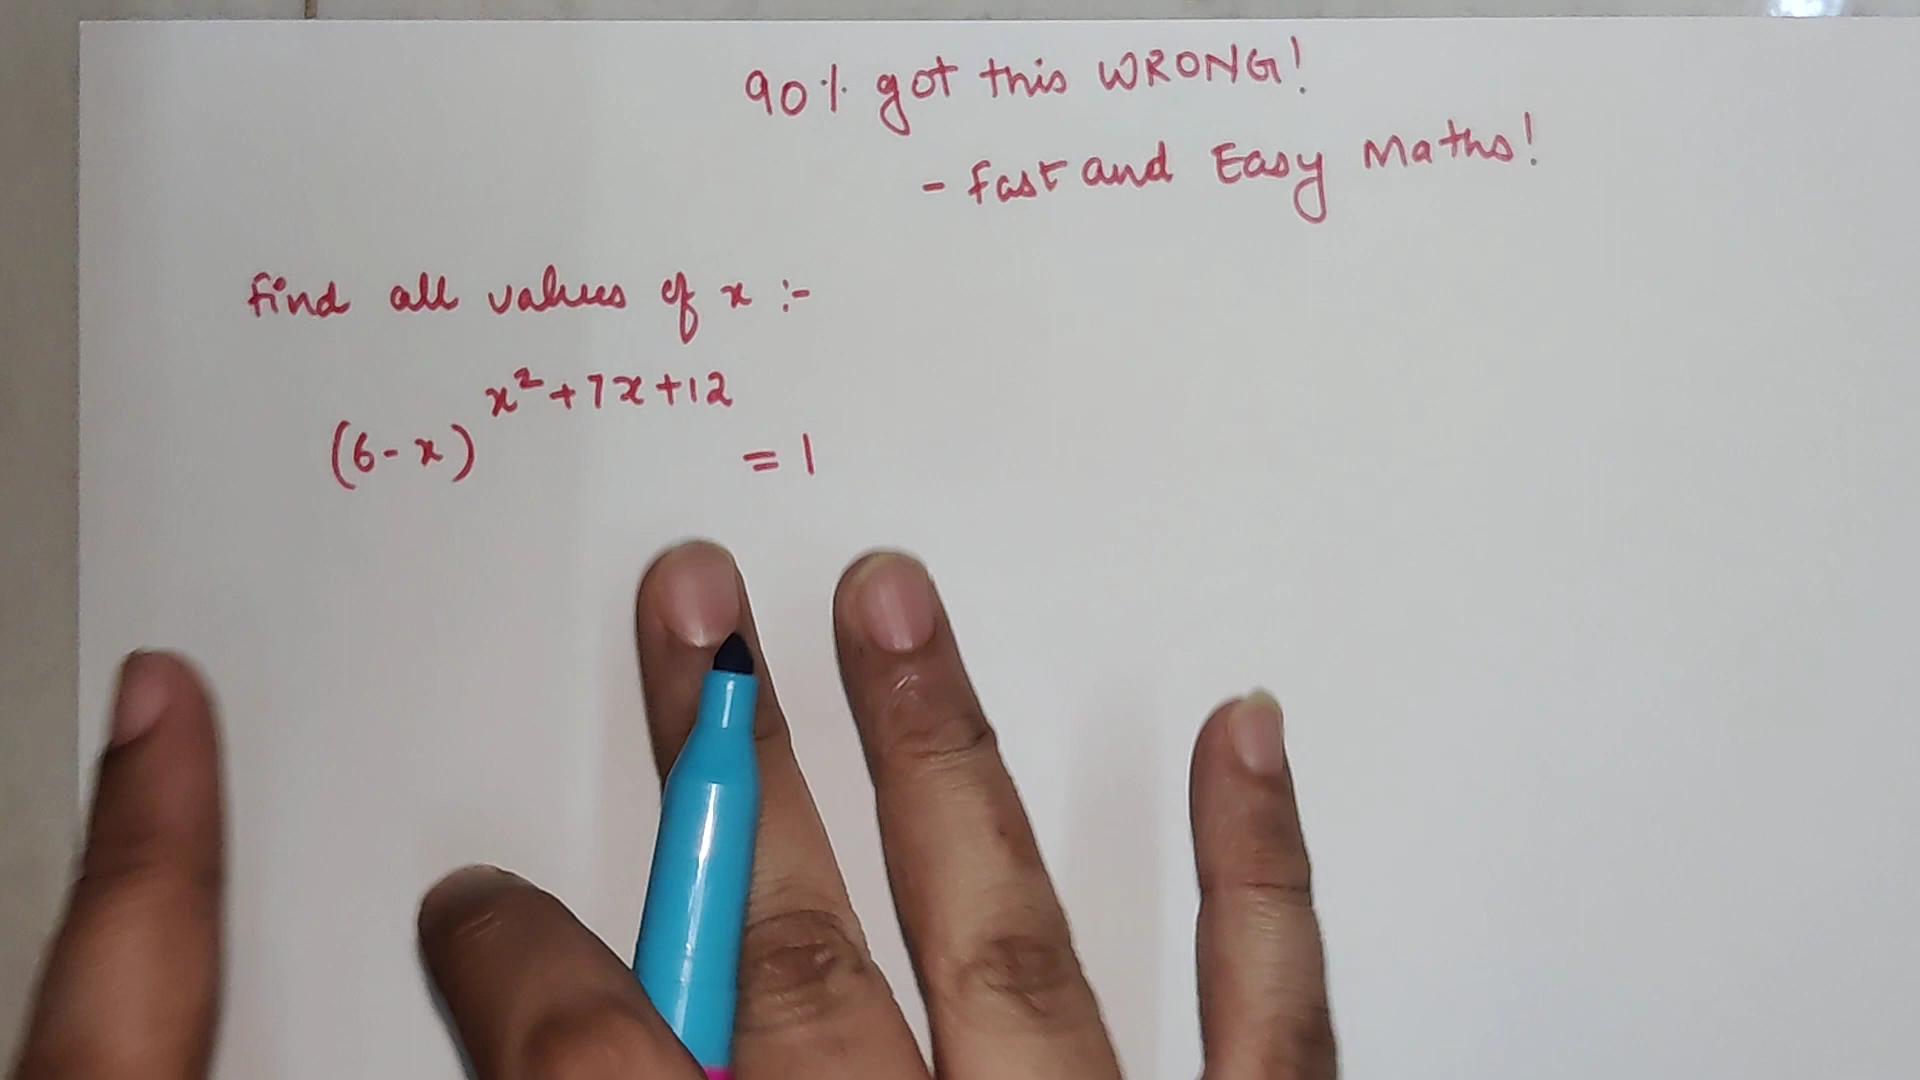 90% got this WRONG!
- Fast and Easy Maths!
Find all values of x :-
(6-x)^x²+7x+12 = 1